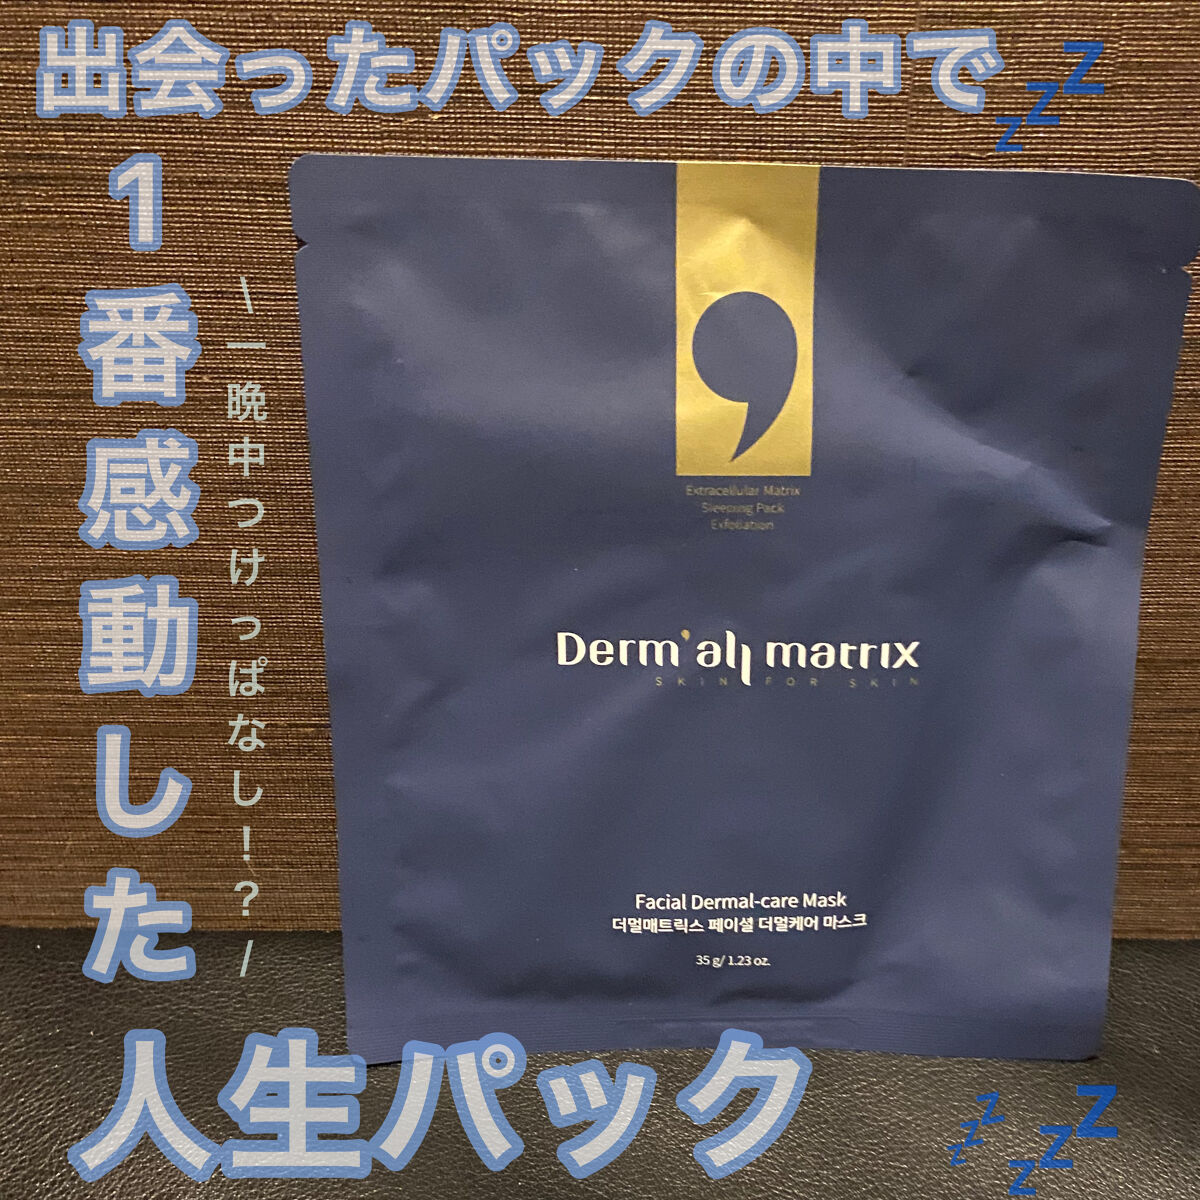 出会ったパックの中で
💤
1番感動した
\一晩中つけっぱなし！？/
Extracellular Matrix
Sleeping Pack
Exfoliation
Derm'all matrix
SKIN FOR SKIN
Facial Dermal-care Mask
더멀매트릭스 페이셜 더멀케어 마스크
35 g/ 1.23 oz.
人生パック
💤💤